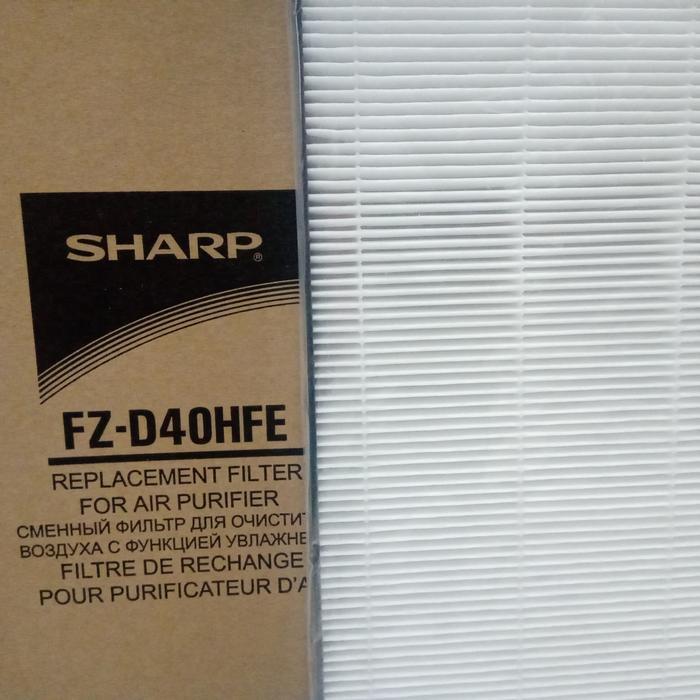 SHARP®
FZ-D40HFE
REPLACEMENT FILTER
FOR AIR PURIFIER
СМЕННЫЙ ФИЛЬТР ДЛЯ ОЧИСТИТ
ВОЗДУХА С ФУНКЦИЕЙ УВЛАЖНЕ
FILTRE DE RECHANGE
POUR PURIFICATEUR D'A